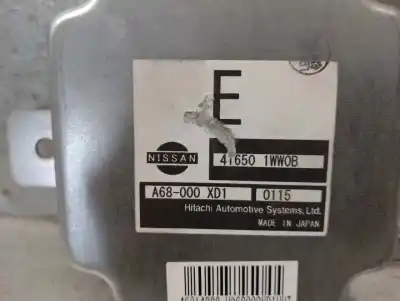 E
NISSAN
41650 1WW0B
A68-000 XD1 0115
Hitachi Automotive Systems,Ltd.
MADE IN JAPAN